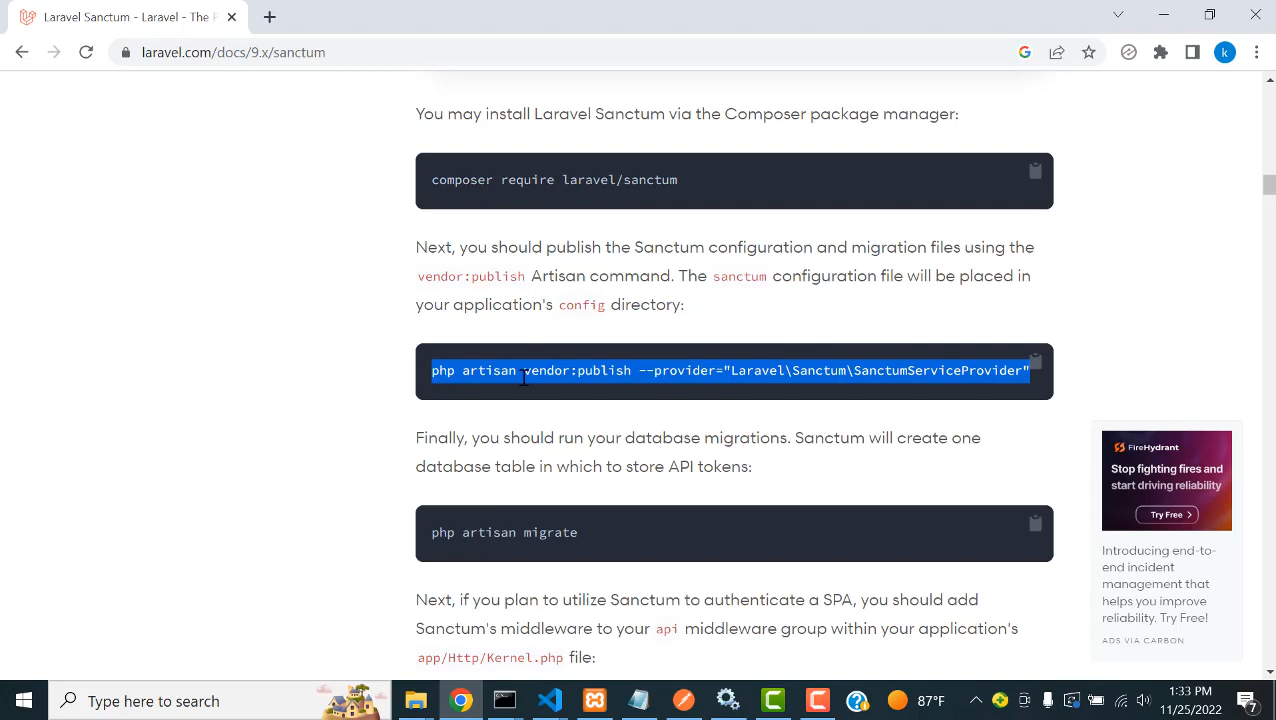 Laravel Sanctum - Laravel - The P
laravel.com/docs/9.x/sanctum
k
You may install Laravel Sanctum via the Composer package manager:
composer require laravel/sanctum
Next, you should publish the Sanctum configuration and migration files using the
vendor:publish Artisan command. The sanctum configuration file will be placed in
your application's config directory:
php artisan vendor:publish --provider="Laravel\Sanctum\SanctumServiceProvider"
Finally, you should run your database migrations. Sanctum will create one
database table in which to store API tokens:
php artisan migrate
Next, if you plan to utilize Sanctum to authenticate a SPA, you should add
Sanctum's middleware to your api middleware group within your application's
app/Http/Kernel.php file:
FireHydrant
Stop fighting fires and
start driving reliability
Try Free >
Introducing end-to-
end incident
management that
helps you improve
reliability. Try Free!
ADS VIA CARBON
Type here to search
87°F
1:33 PM
11/25/2022
7